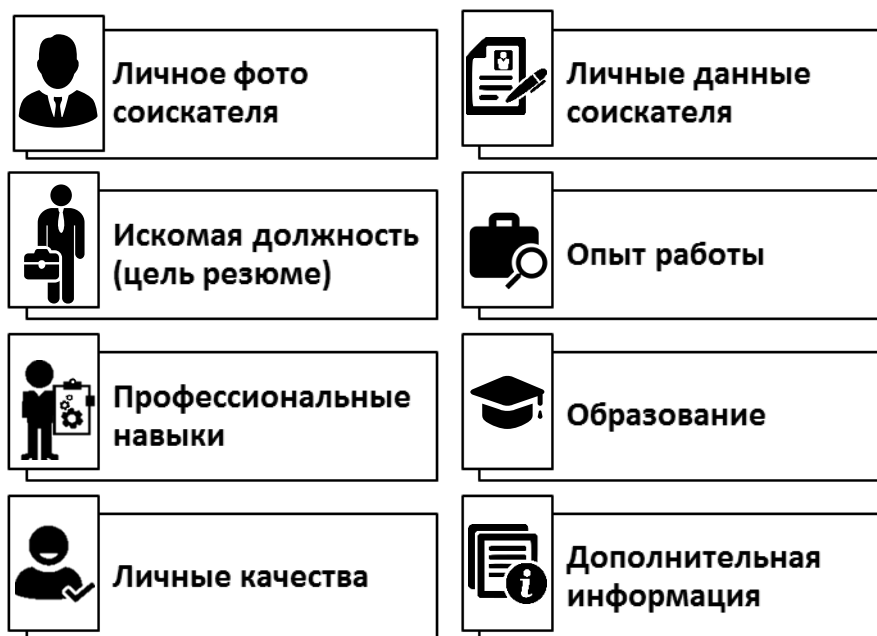 Личное фото
соискателя
Личные данные
соискателя
Искомая должность
(цель резюме)
Опыт работы
Профессиональные
навыки
Образование
Личные качества
Дополнительная
информация